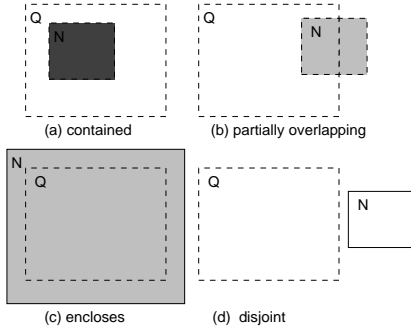 Q
N
(a) contained
Q
N
(b) partially overlapping
N
Q
(c) encloses
Q
N
(d) disjoint